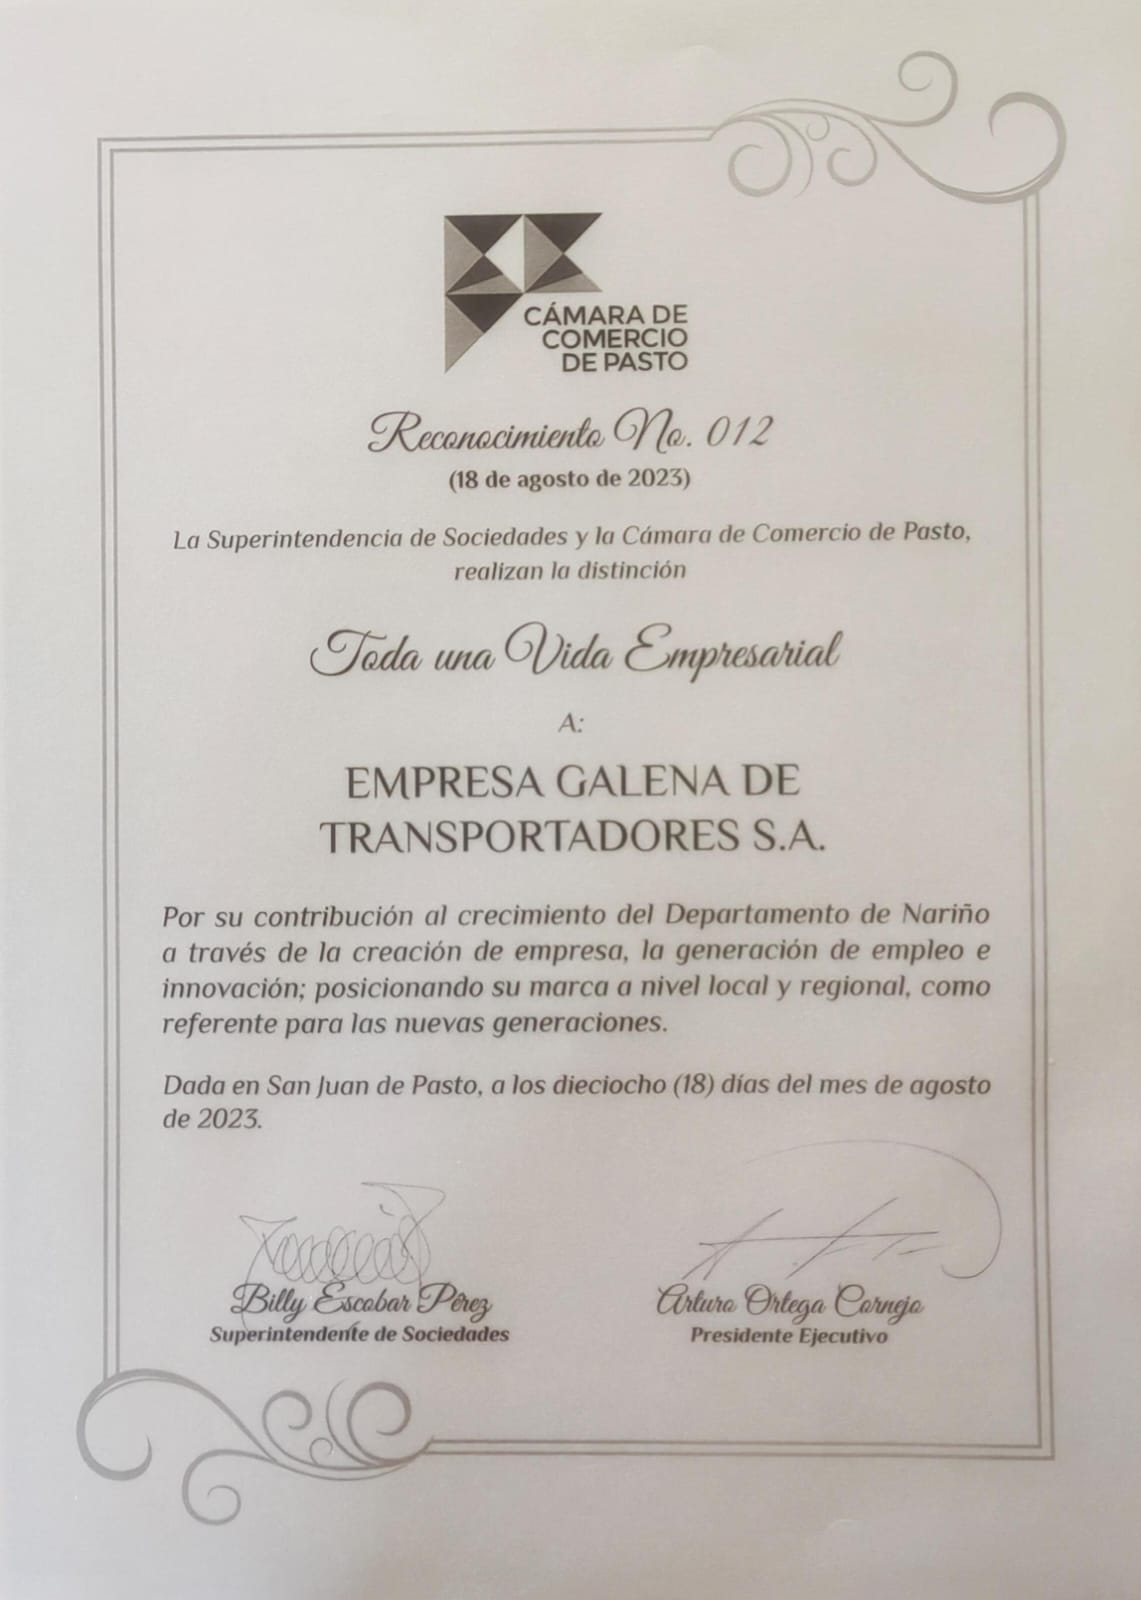 CÁMARA DE
COMERCIO
DE PASTO
Reconocimiento No. 012
(18 de agosto de 2023)
La Superintendencia de Sociedades y la Cámara de Comercio de Pasto,
realizan la distinción
Toda una Vida Empresarial
A:
EMPRESA GALENA DE
TRANSPORTADORES S.A.
Por su contribución al crecimiento del Departamento de Nariño
a través de la creación de empresa, la generación de empleo e
innovación; posicionando su marca a nivel local y regional, como
referente para las nuevas generaciones.
Dada en San Juan de Pasto, a los dieciocho (18) días del mes de agosto
de 2023.
Billy Escobar Pérez
Superintendente de Sociedades
Arturo Ortega Cornejo
Presidente Ejecutivo